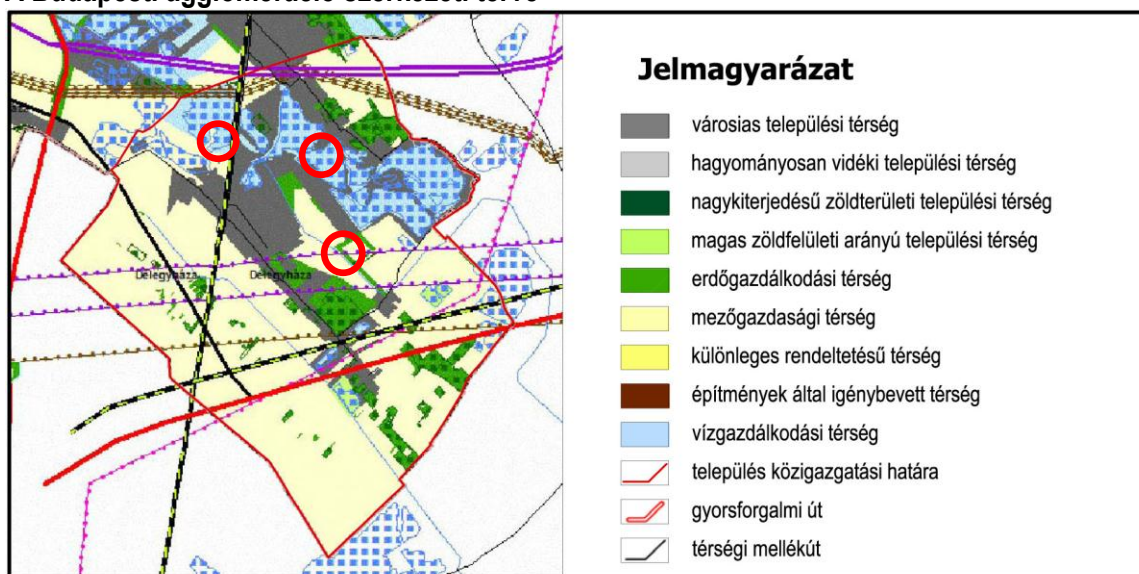 Jelmagyarázat
városias települési térség
hagyományosan vidéki települési térség
nagykiterjedésű zöldterületi települési térség
magas zöldfelületi arányú települési térség
erdőgazdálkodási térség
mezőgazdasági térség
különleges rendeltetésű térség
építmények által igénybevett térség
vízgazdálkodási térség
település közigazgatási határa
gyorsforgalmi út
térségi mellékút
Délegyháza
Délegyháza